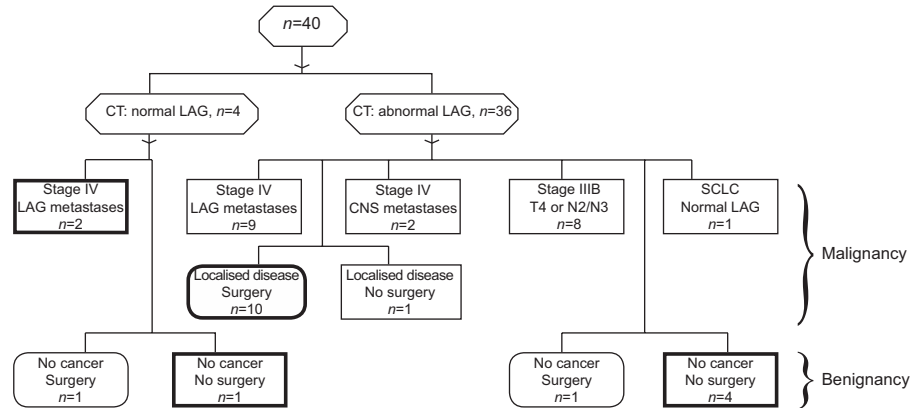 n=40
CT: normal LAG, n=4
CT: abnormal LAG, n=36
Stage IV
LAG metastases
n=2
Stage IV
LAG metastases
n=9
Stage IV
CNS metastases
n=2
Stage IIIB
T4 or N2/N3
n=8
SCLC
Normal LAG
n=1
Malignancy
Localised disease
Surgery
n=10
Localised disease
No surgery
n=1
No cancer
Surgery
n=1
No cancer
No surgery
n=1
No cancer
Surgery
n=1
No cancer
No surgery
n=4
Benignancy